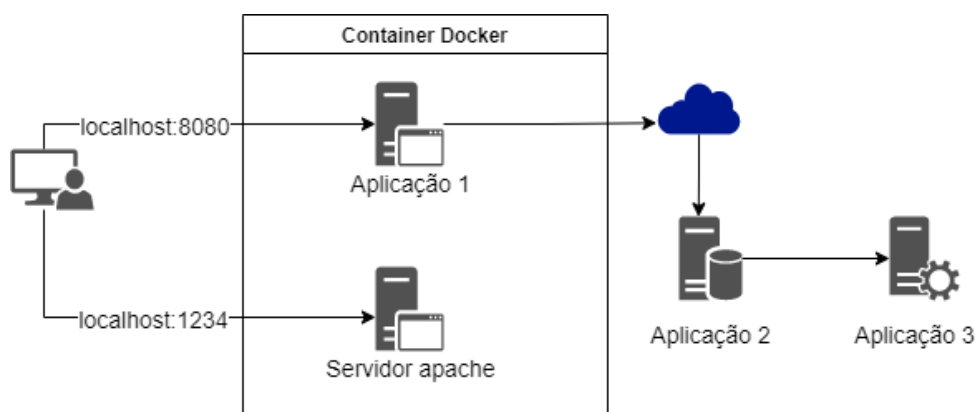 Container Docker
localhost:8080
Aplicação 1
localhost:1234
Servidor apache
Aplicação 2
Aplicação 3